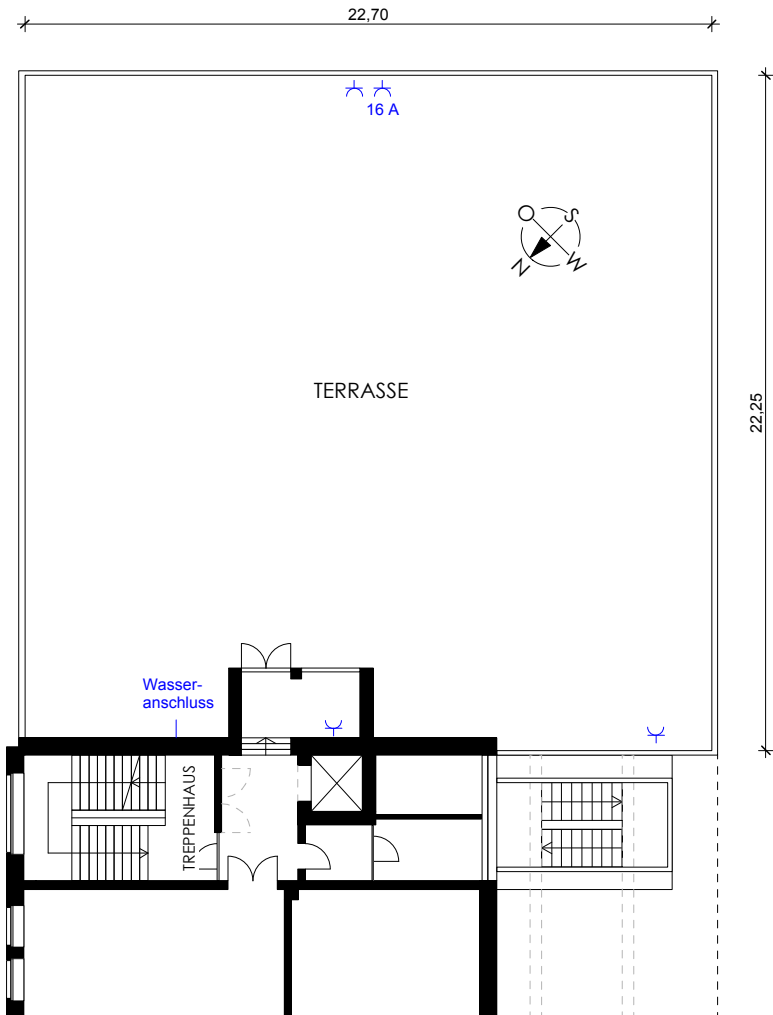 22,70
16 A
O
S
N
W
TERRASSE
22,25
Wasser-
anschluss
TREPPENHAUS